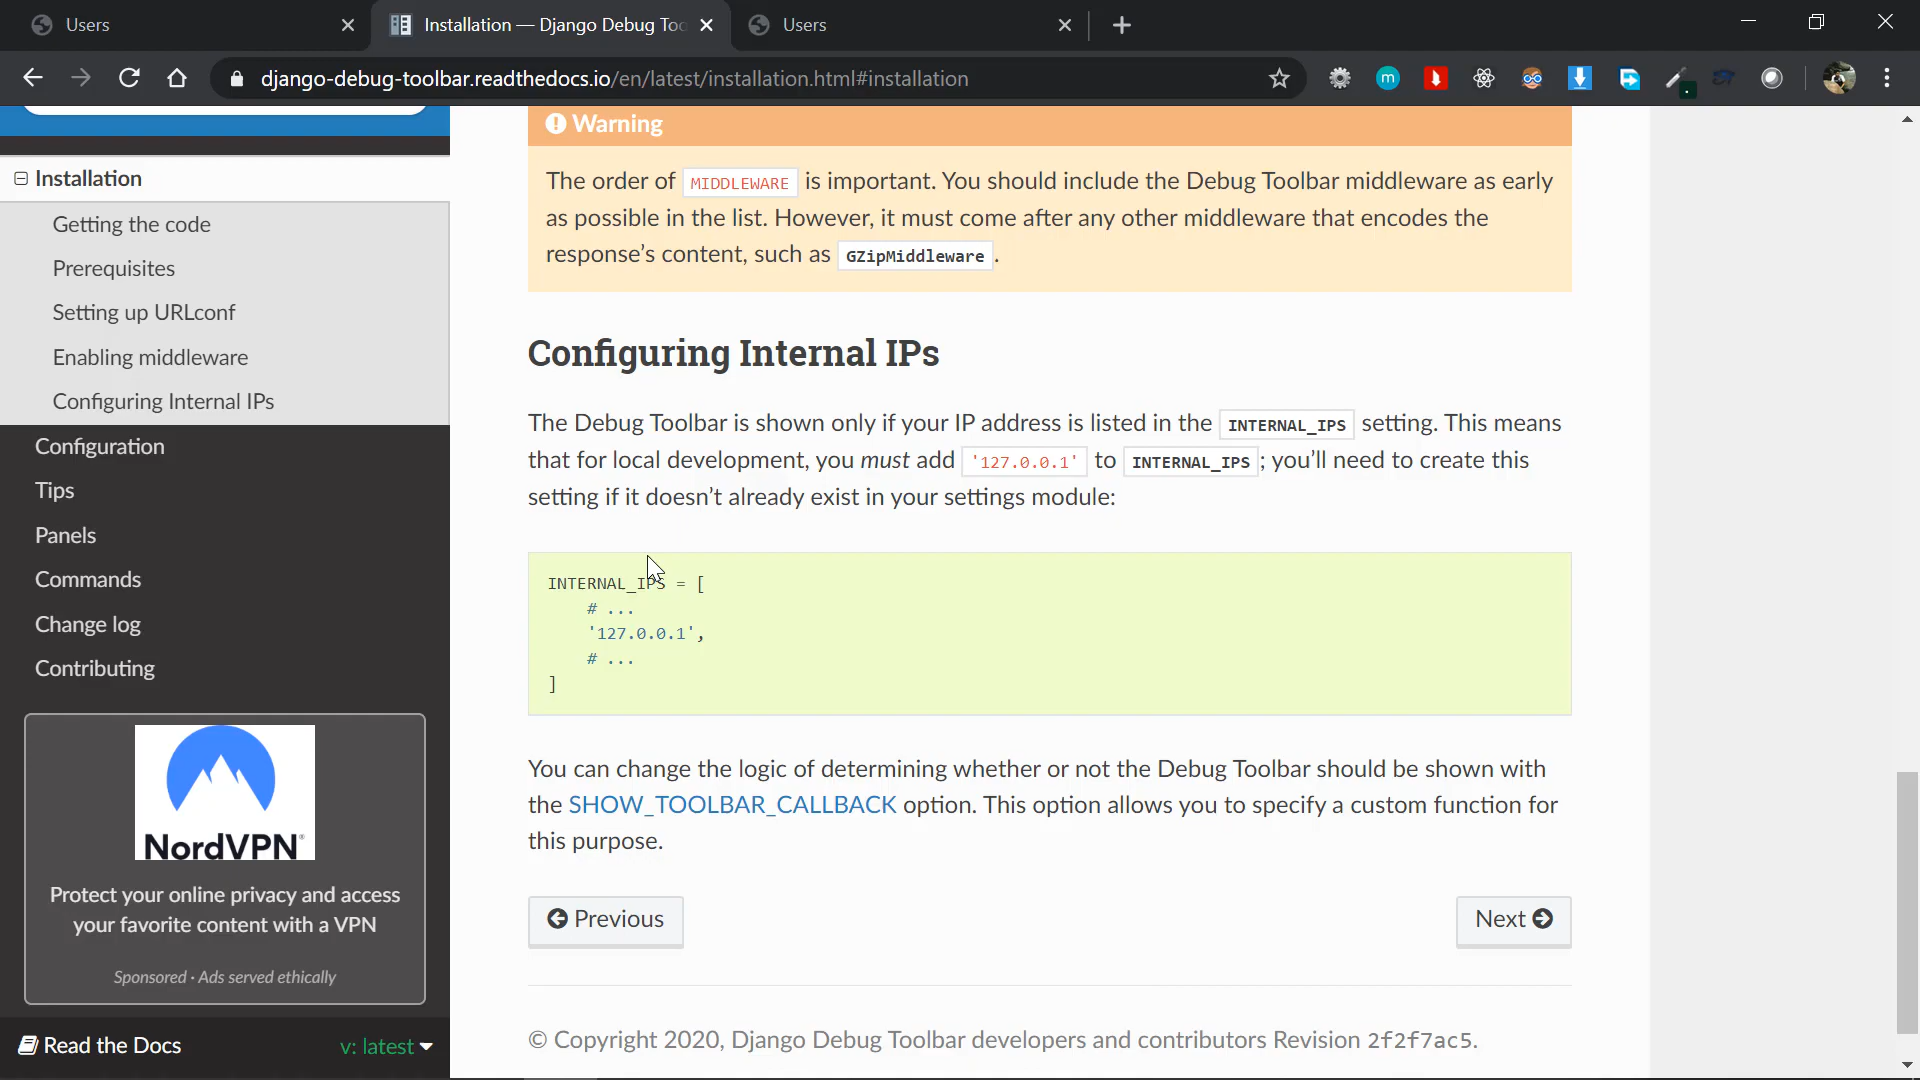 Users
Installation — Django Debug Too
Users
django-debug-toolbar.readthedocs.io/en/latest/installation.html#installation
Installation
Getting the code
Prerequisites
Setting up URLconf
Enabling middleware
Configuring Internal IPs
Configuration
Tips
Panels
Commands
Change log
Contributing
NordVPN®
Protect your online privacy and access
your favorite content with a VPN
Sponsored · Ads served ethically
Read the Docs
v: latest
Warning
The order of MIDDLEWARE is important. You should include the Debug Toolbar middleware as early
as possible in the list. However, it must come after any other middleware that encodes the
response’s content, such as GZipMiddleware.
Configuring Internal IPs
The Debug Toolbar is shown only if your IP address is listed in the INTERNAL_IPS setting. This means
that for local development, you must add '127.0.0.1' to INTERNAL_IPS; you’ll need to create this
setting if it doesn’t already exist in your settings module:
INTERNAL_IPS = [
# ...
'127.0.0.1',
# ...
]
You can change the logic of determining whether or not the Debug Toolbar should be shown with
the SHOW_TOOLBAR_CALLBACK option. This option allows you to specify a custom function for
this purpose.
Previous
Next
© Copyright 2020, Django Debug Toolbar developers and contributors Revision 2f2f7ac5.